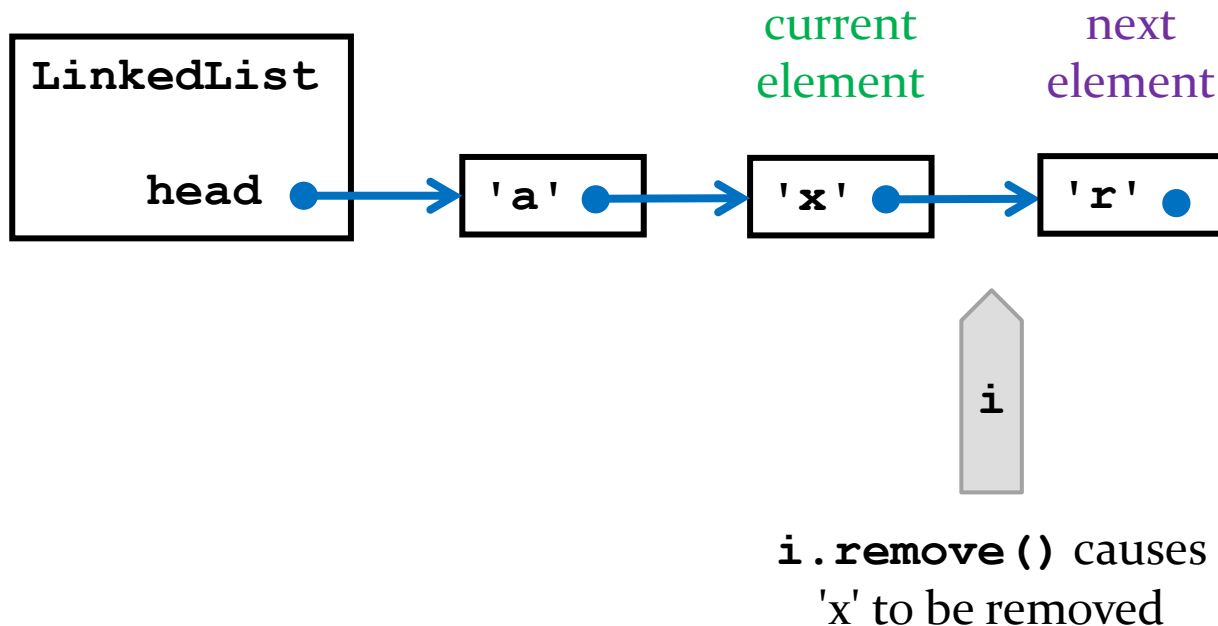 current
element
next
element
LinkedList
head
'a'
'x'
'r'
i
i.remove() causes
'x' to be removed